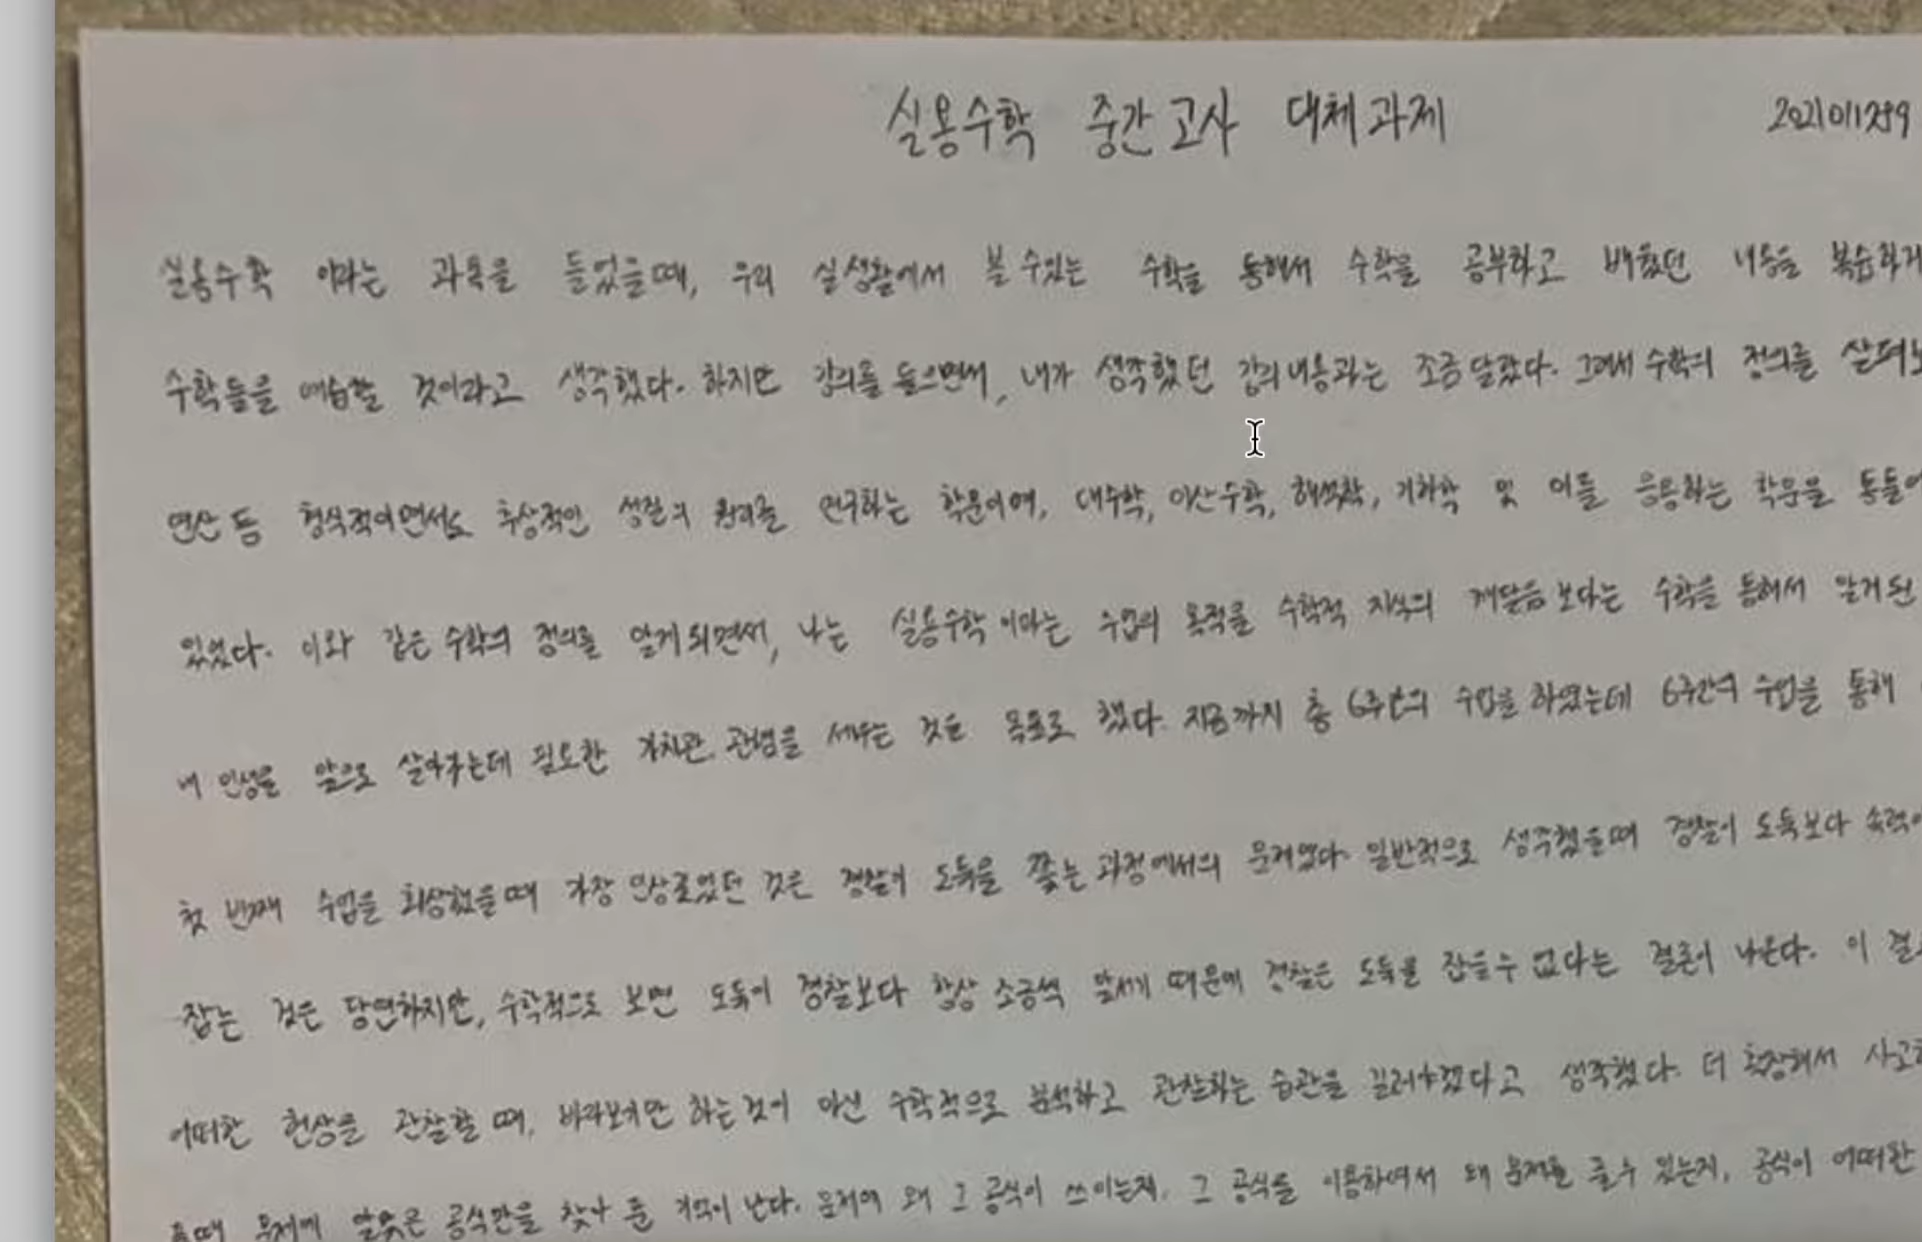 실용수학 중간고사 대체과제
실용수학 이라는 과목을 들었을때, 우리 실생활에서 볼 수있는 수학을 통해서 수학을 공부하고 배웠던 내용을 복습하거
수학들을 예습할 것이라고 생각했다. 하지만 강의를 들으면서, 내가 생각했던 강의내용과는 조금 달랐다. 그래서 수학의 정의를 살펴보
연산 등 형식적이면서도 추상적인 성질의 원리를 연구하는 학문이며, 대수학, 이산수학, 해석학, 기하학 및 이를 응용하는 학문을 통틀어
있었다. 이와 같은 수학의 정의를 알게되면서, 나는 실용수학 이라는 수업의 목적을 수학적 지식의 깨달음 보다는 수학을 통해서 알게된
내 인생을 앞으로 살아가는데 필요한 가치관, 관념을 세우는 것을 목표로 했다. 지금까지 총 6주간의 수업을 하였는데 6주간의 수업을 통해
첫 번째 수업을 회상했을때 가장 인상깊었던 것은 경찰이 도둑을 쫓는 과정에서의 문제였다. 일반적으로 생각했을때 경찰이 도둑보다 속력이
잡는 것은 당연하지만, 수학적으로 보면 도둑이 경찰보다 항상 조금씩 앞서기 때문에 경찰은 도둑을 잡을수 없다는 결론이 나온다. 이 결
어떠한 현상을 관찰할 때, 바라보기만 하는것이 아닌 수학적으로 분석하고 관찰하는 습관을 길러야겠다고 생각했다. 더 확장해서 사고
풀때 문제에 알맞은 공식만을 찾아 푼 기억이 난다. 문제에 왜 그 공식이 쓰이는지, 그 공식을 이용하여서 왜 문제를 풀수 있는지, 공식이 어떠한